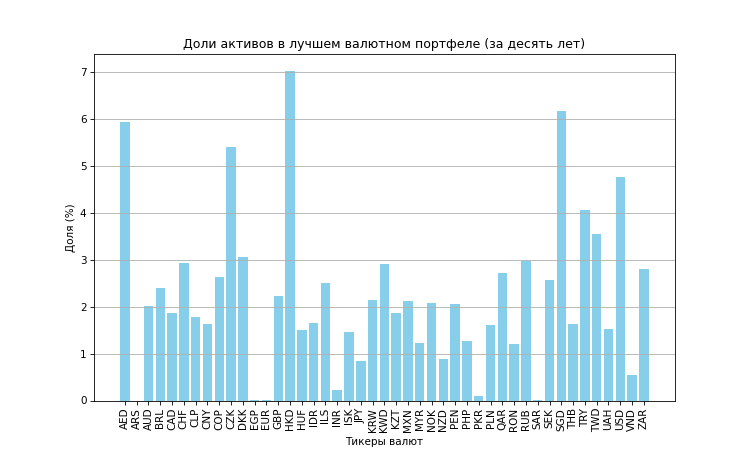 Доли активов в лучшем валютном портфеле (за десять лет)
Доля (%)
7
6
5
4
3
2
1
0
AED
ARS
AUD
BRL
CAD
CHF
CLP
CNY
COP
CZK
DKK
EGP
EUR
GBP
HKD
HUF
IDR
ILS
INR
ISK
JPY
KRW
KWD
KZT
MXN
MYR
NOK
NZD
PEN
PHP
PKR
PLN
QAR
RON
RUB
SAR
SEK
SGD
THB
TRY
TWD
UAH
USD
VND
ZAR
Тикеры валют